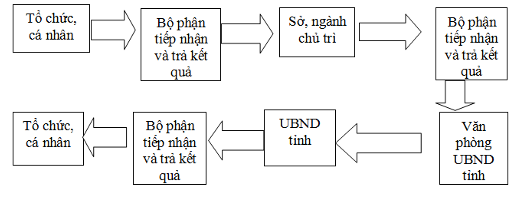 Tổ chức,
cá nhân
Bộ phận
tiếp nhận
và trả kết
quả
Sở, ngành
chủ trì
Bộ phận
tiếp nhận
và trả kết
quả
Tổ chức,
cá nhân
Bộ phận
tiếp nhận
và trả kết
quả
UBND
tỉnh
Văn
phòng
UBND
tỉnh